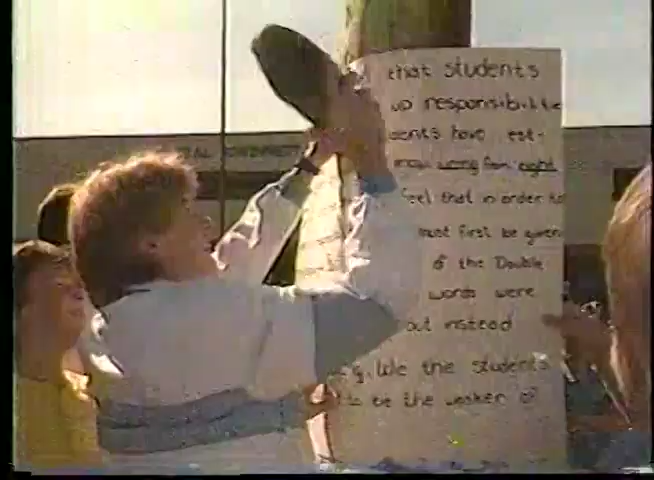 that students
up responsibilitie
dents have est-
wrong from right
feel that in order to
must first be given
of the Double
words were
out instead
We the students
to be the weaker of